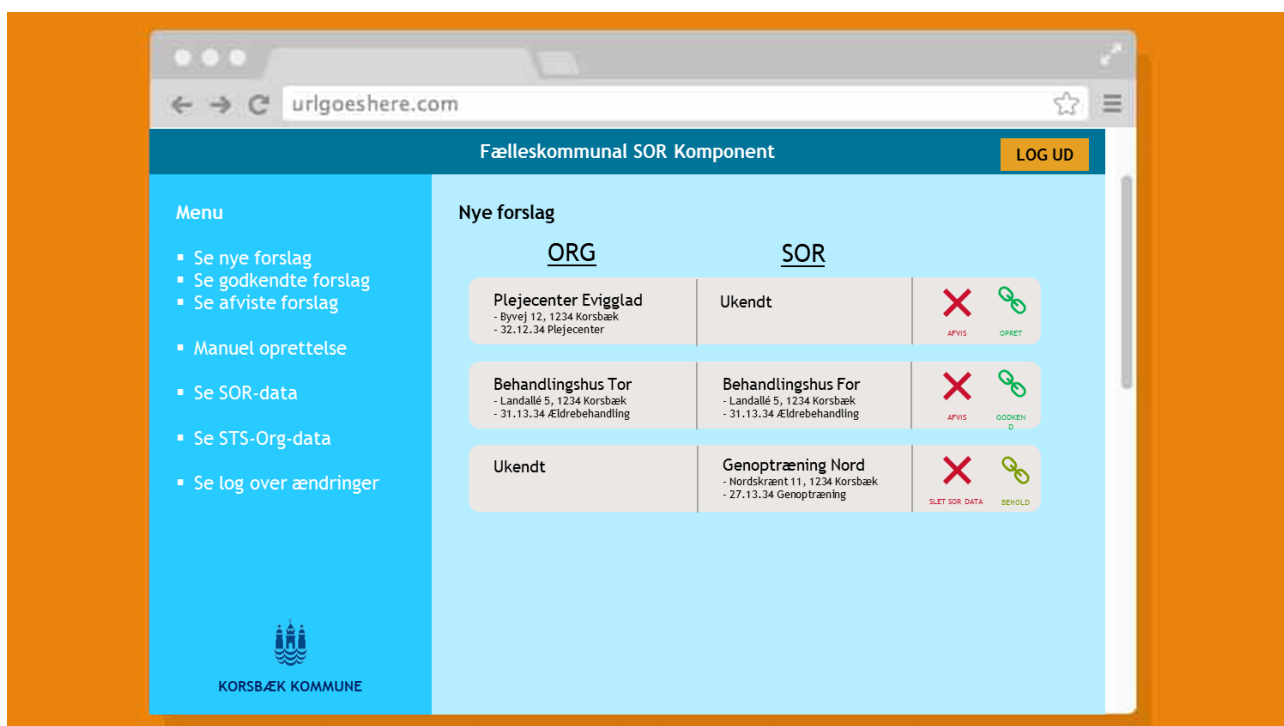 urlgoeshere.com
Fælleskommunal SOR Komponent
LOG UD
Menu
Se nye forslag
Se godkendte forslag
Se afviste forslag
Manuel oprettelse
Se SOR-data
Se STS-Org-data
Se log over ændringer
KORSBÆK KOMMUNE
Nye forslag
ORG
SOR
Plejecenter Evigglad
- Byvej 12, 1234 Korsbæk
- 32.12.34 Plejecenter
Ukendt
AFVIS
OPRET
Behandlingshus Tor
- Landallé 5, 1234 Korsbæk
- 31.13.34 Ældrebehandling
Behandlingshus For
- Landallé 5, 1234 Korsbæk
- 31.13.34 Ældrebehandling
AFVIS
GODKEN
D
Ukendt
Genoptræning Nord
- Nordskrænt 11, 1234 Korsbæk
- 27.13.34 Genoptræning
SLET SOR DATA
BEHOLD